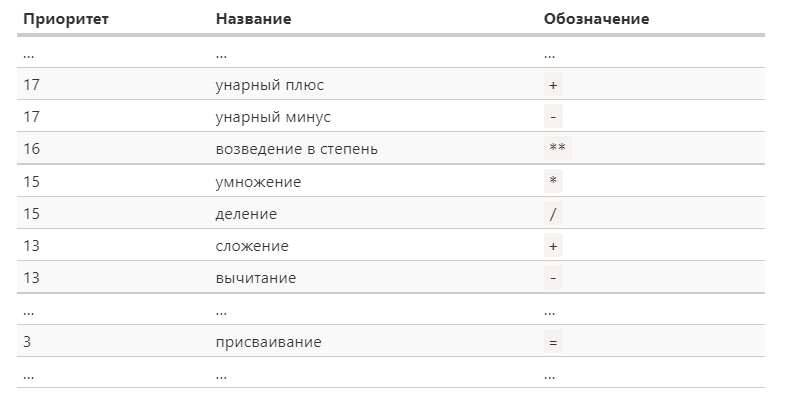 Приоритет Название Обозначение
... ... ...
17 унарный плюс +
17 унарный минус -
16 возведение в степень **
15 умножение *
15 деление /
13 сложение +
13 вычитание -
... ... ...
3 присваивание =
... ... ...